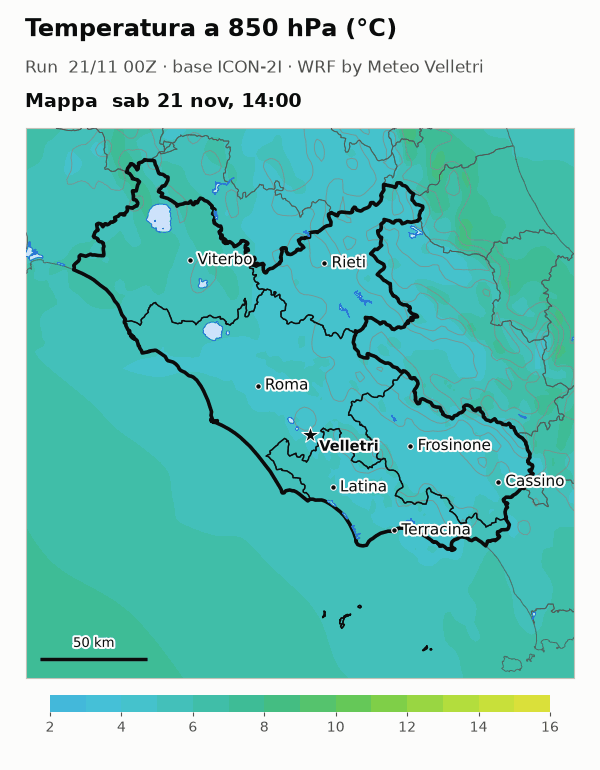 Temperatura a 850 hPa (°C)
Run  21/11 00Z · base ICON-2I · WRF by Meteo Velletri
Mappa  sab 21 nov, 14:00
Viterbo
Rieti
Roma
Velletri
Frosinone
Latina
Cassino
Terracina
50 km
2 4 6 8 10 12 14 16